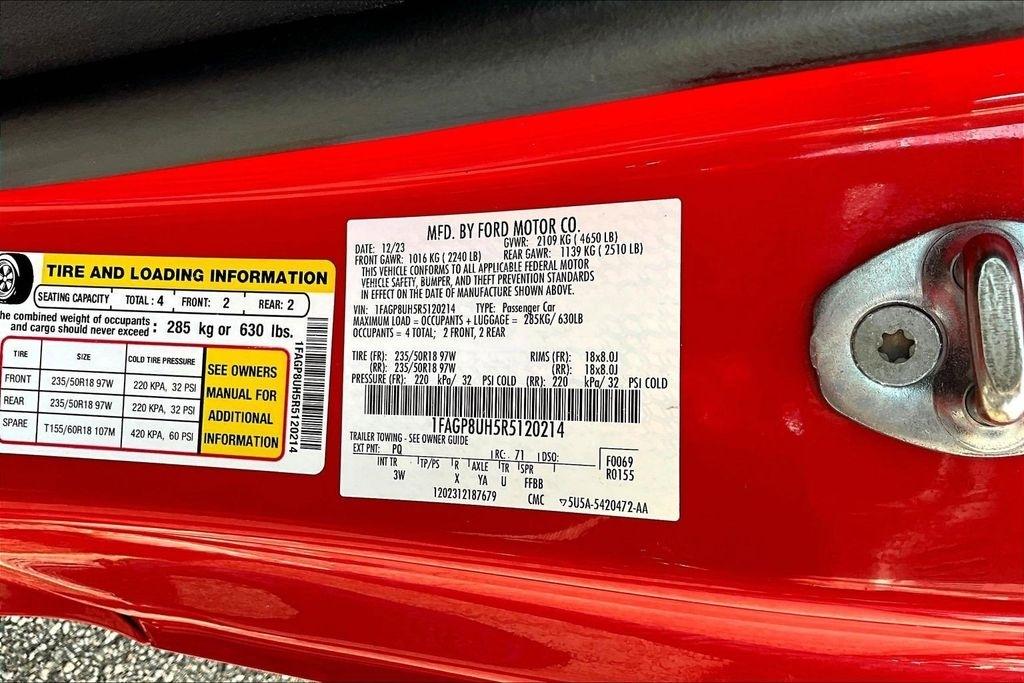 TIRE AND LOADING INFORMATION
SEATING CAPACITY TOTAL: 4 FRONT: 2 REAR: 2
he combined weight of occupants
and cargo should never exceed: 285 kg or 630 lbs.
TIRE SIZE COLD TIRE PRESSURE
FRONT 235/50R18 97W 220 KPA, 32 PSI
REAR 235/50R18 97W 220 KPA, 32 PSI
SPARE T155/60R18 107M 420 KPA, 60 PSI
SEE OWNERS
MANUAL FOR
ADDITIONAL
INFORMATION
1FAGP8UH5R5120214
MFD. BY FORD MOTOR CO.
DATE: 12/23 GVWR: 2109 KG ( 4650 LB)
FRONT GAWR: 1016 KG ( 2240 LB) REAR GAWR: 1139 KG ( 2510 LB)
THIS VEHICLE CONFORMS TO ALL APPLICABLE FEDERAL MOTOR
VEHICLE SAFETY, BUMPER, AND THEFT PREVENTION STANDARDS
IN EFFECT ON THE DATE OF MANUFACTURE SHOWN ABOVE.
VIN: 1FAGP8UH5R5120214 TYPE: Passenger Car
MAXIMUM LOAD = OCCUPANTS + LUGGAGE = 285KG/ 630LB
OCCUPANTS = 4 TOTAL; 2 FRONT, 2 REAR
TIRE (FR): 235/50R18 97W RIMS (FR): 18x8.0J
(RR): 235/50R18 97W (RR): 18x8.0J
PRESSURE (FR): 220 kPa/ 32 PSI COLD (RR): 220 kPa/ 32 PSI COLD
1FAGP8UH5R5120214
TRAILER TOWING - SEE OWNER GUIDE
EXT PNT: PQ RC: 71 DSO: F0069
R0155
INT TR TP/PS R AXLE TR SPR
3W X YA U FFBB
1202312187679 CMC 5U5A-5420472-AA